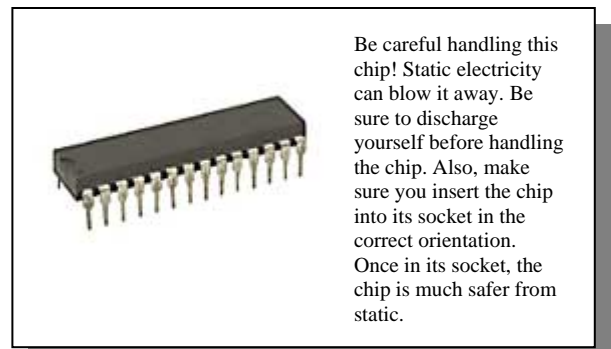 Be careful handling this
chip! Static electricity
can blow it away. Be
sure to discharge
yourself before handling
the chip. Also, make
sure you insert the chip
into its socket in the
correct orientation.
Once in its socket, the
chip is much safer from
static.